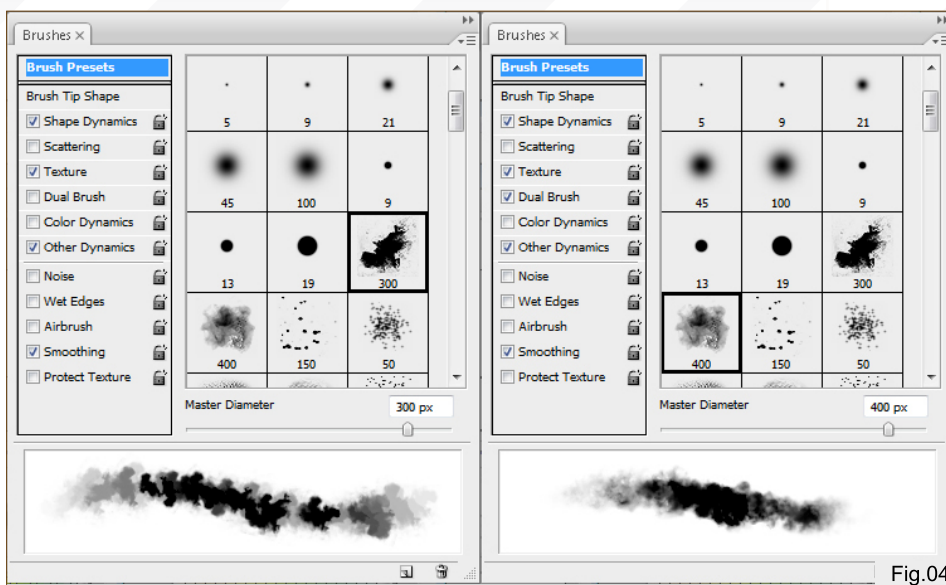 Brushes ×
Brush Presets
Brush Tip Shape
Shape Dynamics
Scattering
Texture
Dual Brush
Color Dynamics
Other Dynamics
Noise
Wet Edges
Airbrush
Smoothing
Protect Texture
5 9 21
45 100 9
13 19 300
400 150 50
Master Diameter 300 px
Brushes ×
Brush Presets
Brush Tip Shape
Shape Dynamics
Scattering
Texture
Dual Brush
Color Dynamics
Other Dynamics
Noise
Wet Edges
Airbrush
Smoothing
Protect Texture
5 9 21
45 100 9
13 19 300
400 150 50
Master Diameter 400 px
Fig.04